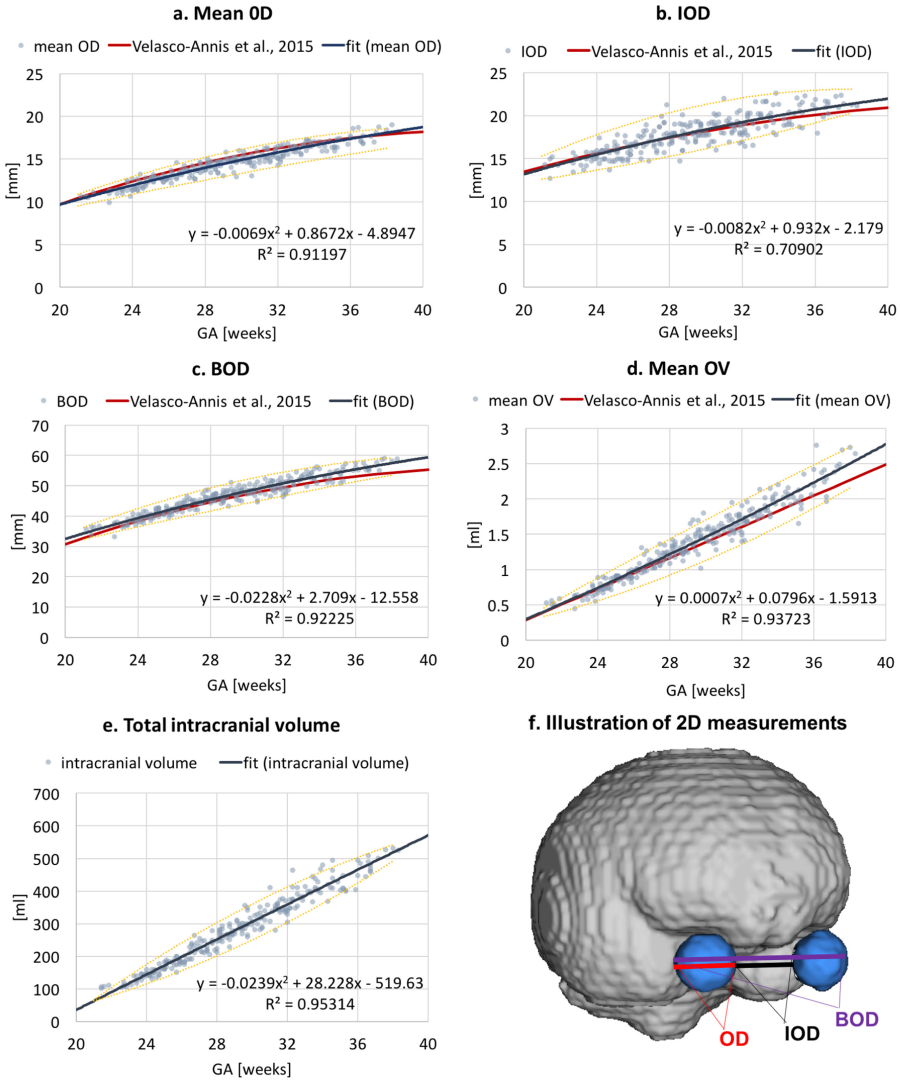 a. Mean 0D
mean OD Velasco-Annis et al., 2015 fit (mean OD)
25
20
15
10
5
0
[mm]
y = -0.0069x² + 0.8672x - 4.8947
R² = 0.91197
20 24 28 32 36 40
GA [weeks]
b. IOD
IOD Velasco-Annis et al., 2015 fit (IOD)
25
20
15
10
5
0
[mm]
y = -0.0082x² + 0.932x - 2.179
R² = 0.70902
20 24 28 32 36 40
GA [weeks]
c. BOD
BOD Velasco-Annis et al., 2015 fit (BOD)
70
60
50
40
30
20
10
0
[mm]
y = -0.0228x² + 2.709x - 12.558
R² = 0.92225
20 24 28 32 36 40
GA [weeks]
d. Mean OV
mean OV Velasco-Annis et al., 2015 fit (mean OV)
3
2.5
2
1.5
1
0.5
0
[ml]
y = 0.0007x² + 0.0796x - 1.5913
R² = 0.93723
20 24 28 32 36 40
GA [weeks]
e. Total intracranial volume
intracranial volume fit (intracranial volume)
700
600
500
400
300
200
100
0
[ml]
y = -0.0239x² + 28.228x - 519.63
R² = 0.95314
20 24 28 32 36 40
GA [weeks]
f. Illustration of 2D measurements
OD
IOD
BOD